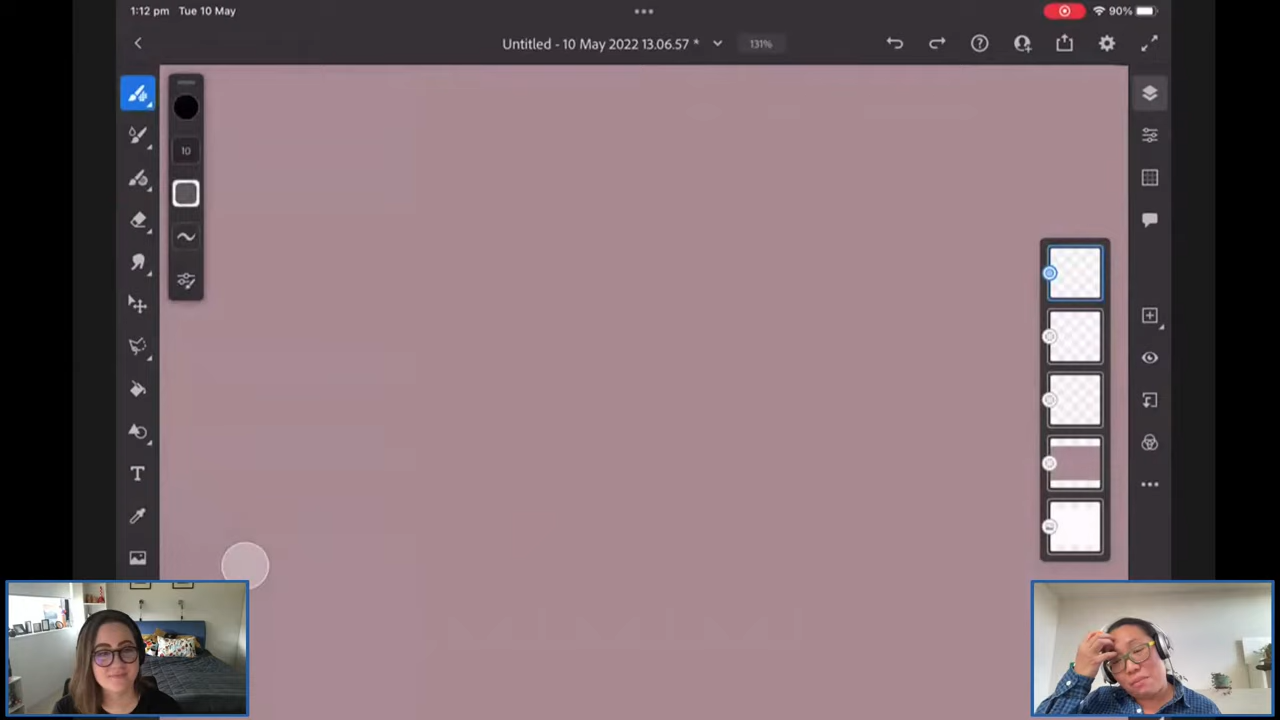 1:12 pm Tue 10 May
90%
Untitled - 10 May 2022 13.06.57 *
131%
10
T